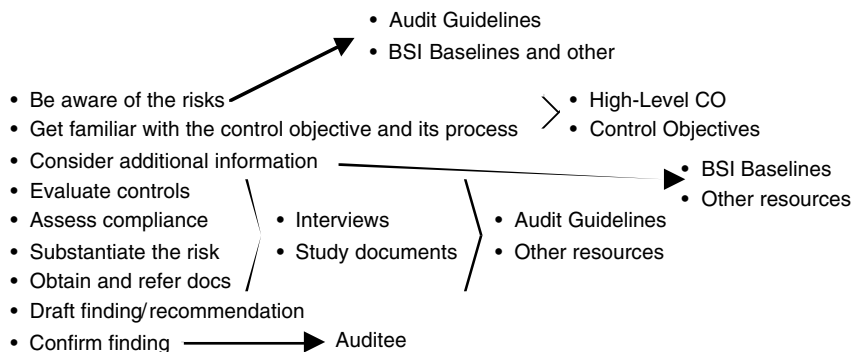 • Audit Guidelines
• BSI Baselines and other
• Be aware of the risks
• Get familiar with the control objective and its process
• High-Level CO
• Control Objectives
• Consider additional information
• BSI Baselines
• Other resources
• Evaluate controls
• Assess compliance
• Substantiate the risk
• Obtain and refer docs
• Interviews
• Study documents
• Audit Guidelines
• Other resources
• Draft finding/recommendation
• Confirm finding
Auditee